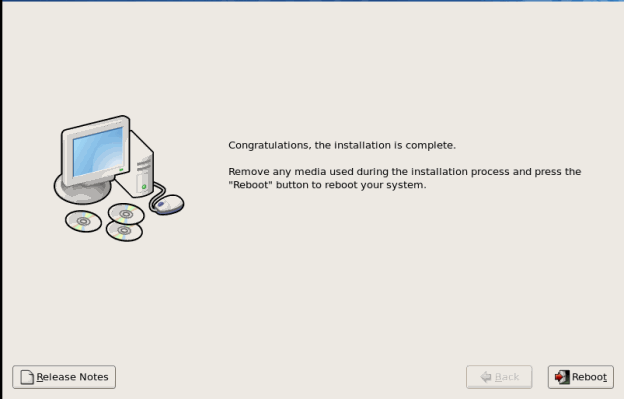 Congratulations, the installation is complete.
Remove any media used during the installation process and press the
"Reboot" button to reboot your system.
Release Notes
Back
Reboot